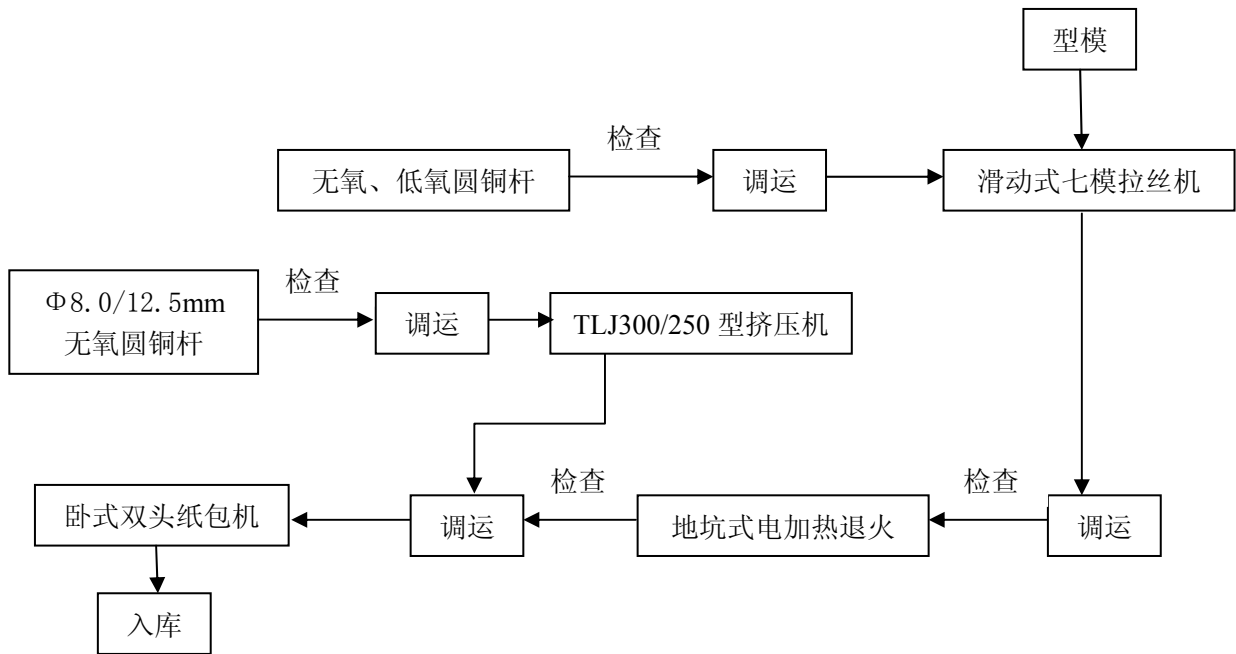 型模
检查
无氧、低氧圆铜杆
调运
滑动式七模拉丝机
检查
Φ8.0/12.5mm
无氧圆铜杆
调运
TLJ300/250 型挤压机
检查
检查
卧式双头纸包机
调运
地坑式电加热退火
调运
入库